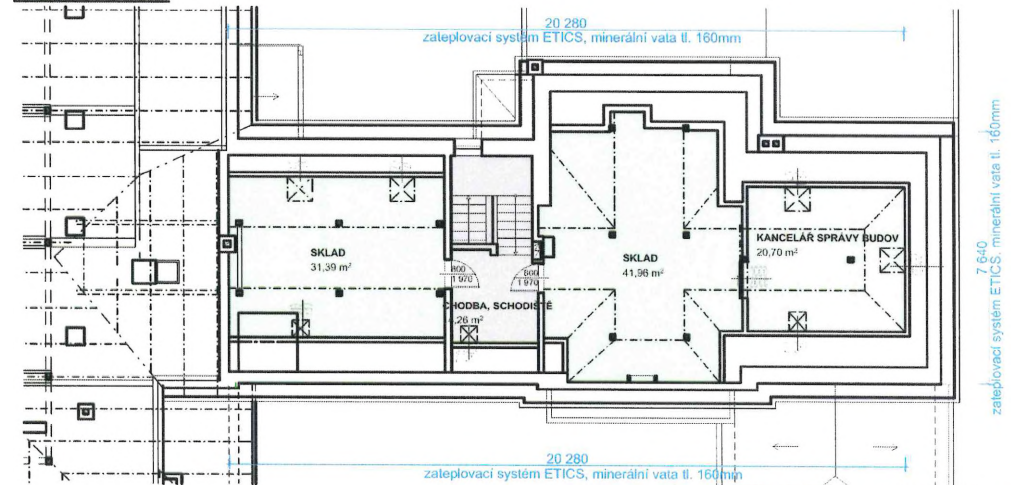 20 280
zateplovací systém ETICS, minerální vata tl. 160mm
SKLAD
31,39 m²
800
1 970
CHODBA, SCHODIŠTĚ
,26 m²
800
1 970
SKLAD
41,96 m²
KANCELÁŘ SPRÁVY BUDOV
20,70 m²
7 640
zateplovací systém ETICS, minerální vata tl. 160mm
20 280
zateplovací systém ETICS, minerální vata tl. 160mm